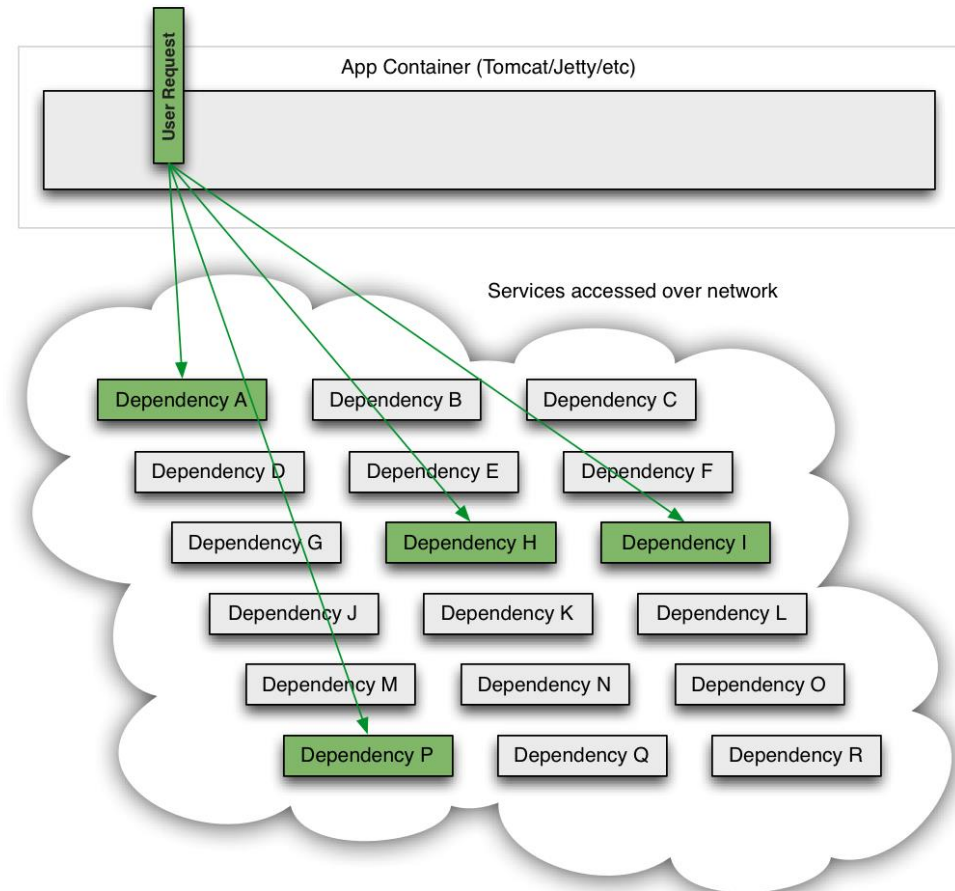 User Request
App Container (Tomcat/Jetty/etc)
Services accessed over network
Dependency A
Dependency B
Dependency C
Dependency D
Dependency E
Dependency F
Dependency G
Dependency H
Dependency I
Dependency J
Dependency K
Dependency L
Dependency M
Dependency N
Dependency O
Dependency P
Dependency Q
Dependency R